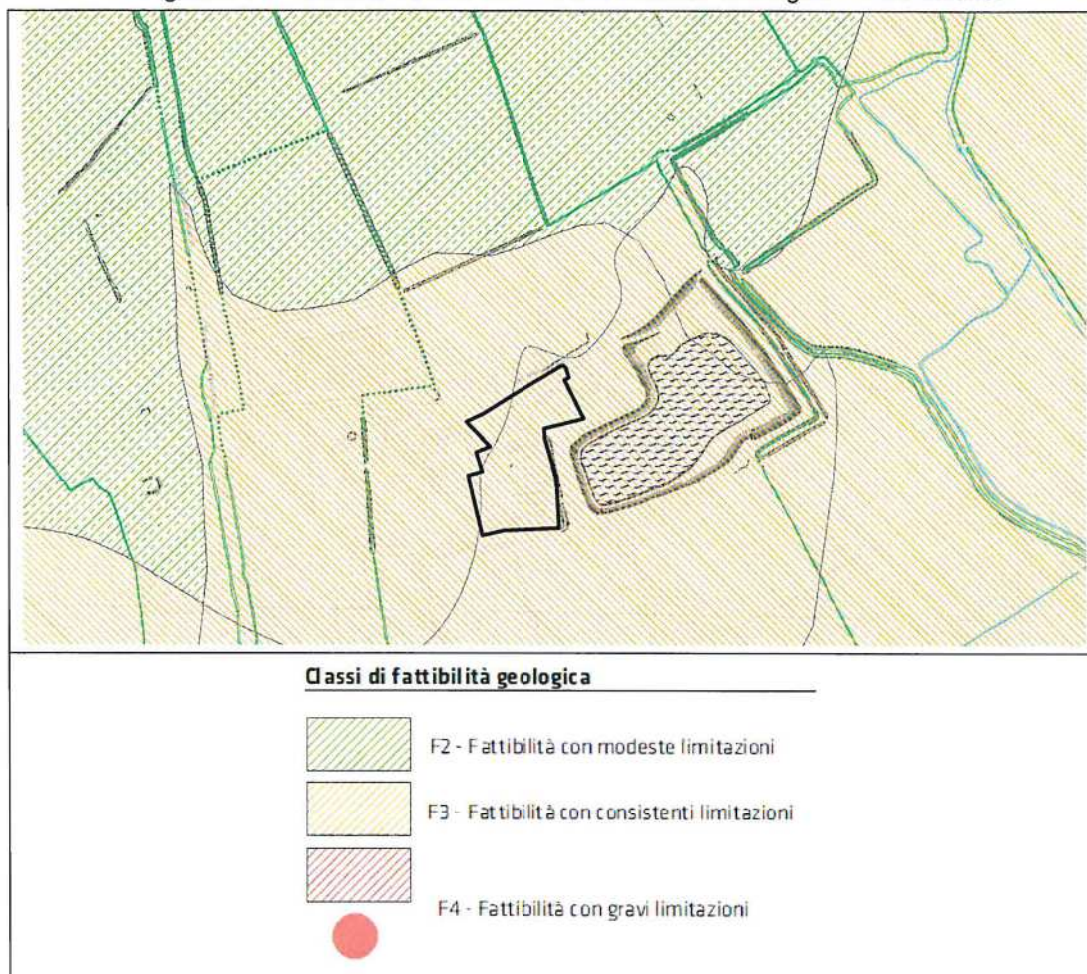 Classi di fattibilità geologica
F2 - Fattibilità con modeste limitazioni
F3 - Fattibilità con consistenti limitazioni
F4 - Fattibilità con gravi limitazioni